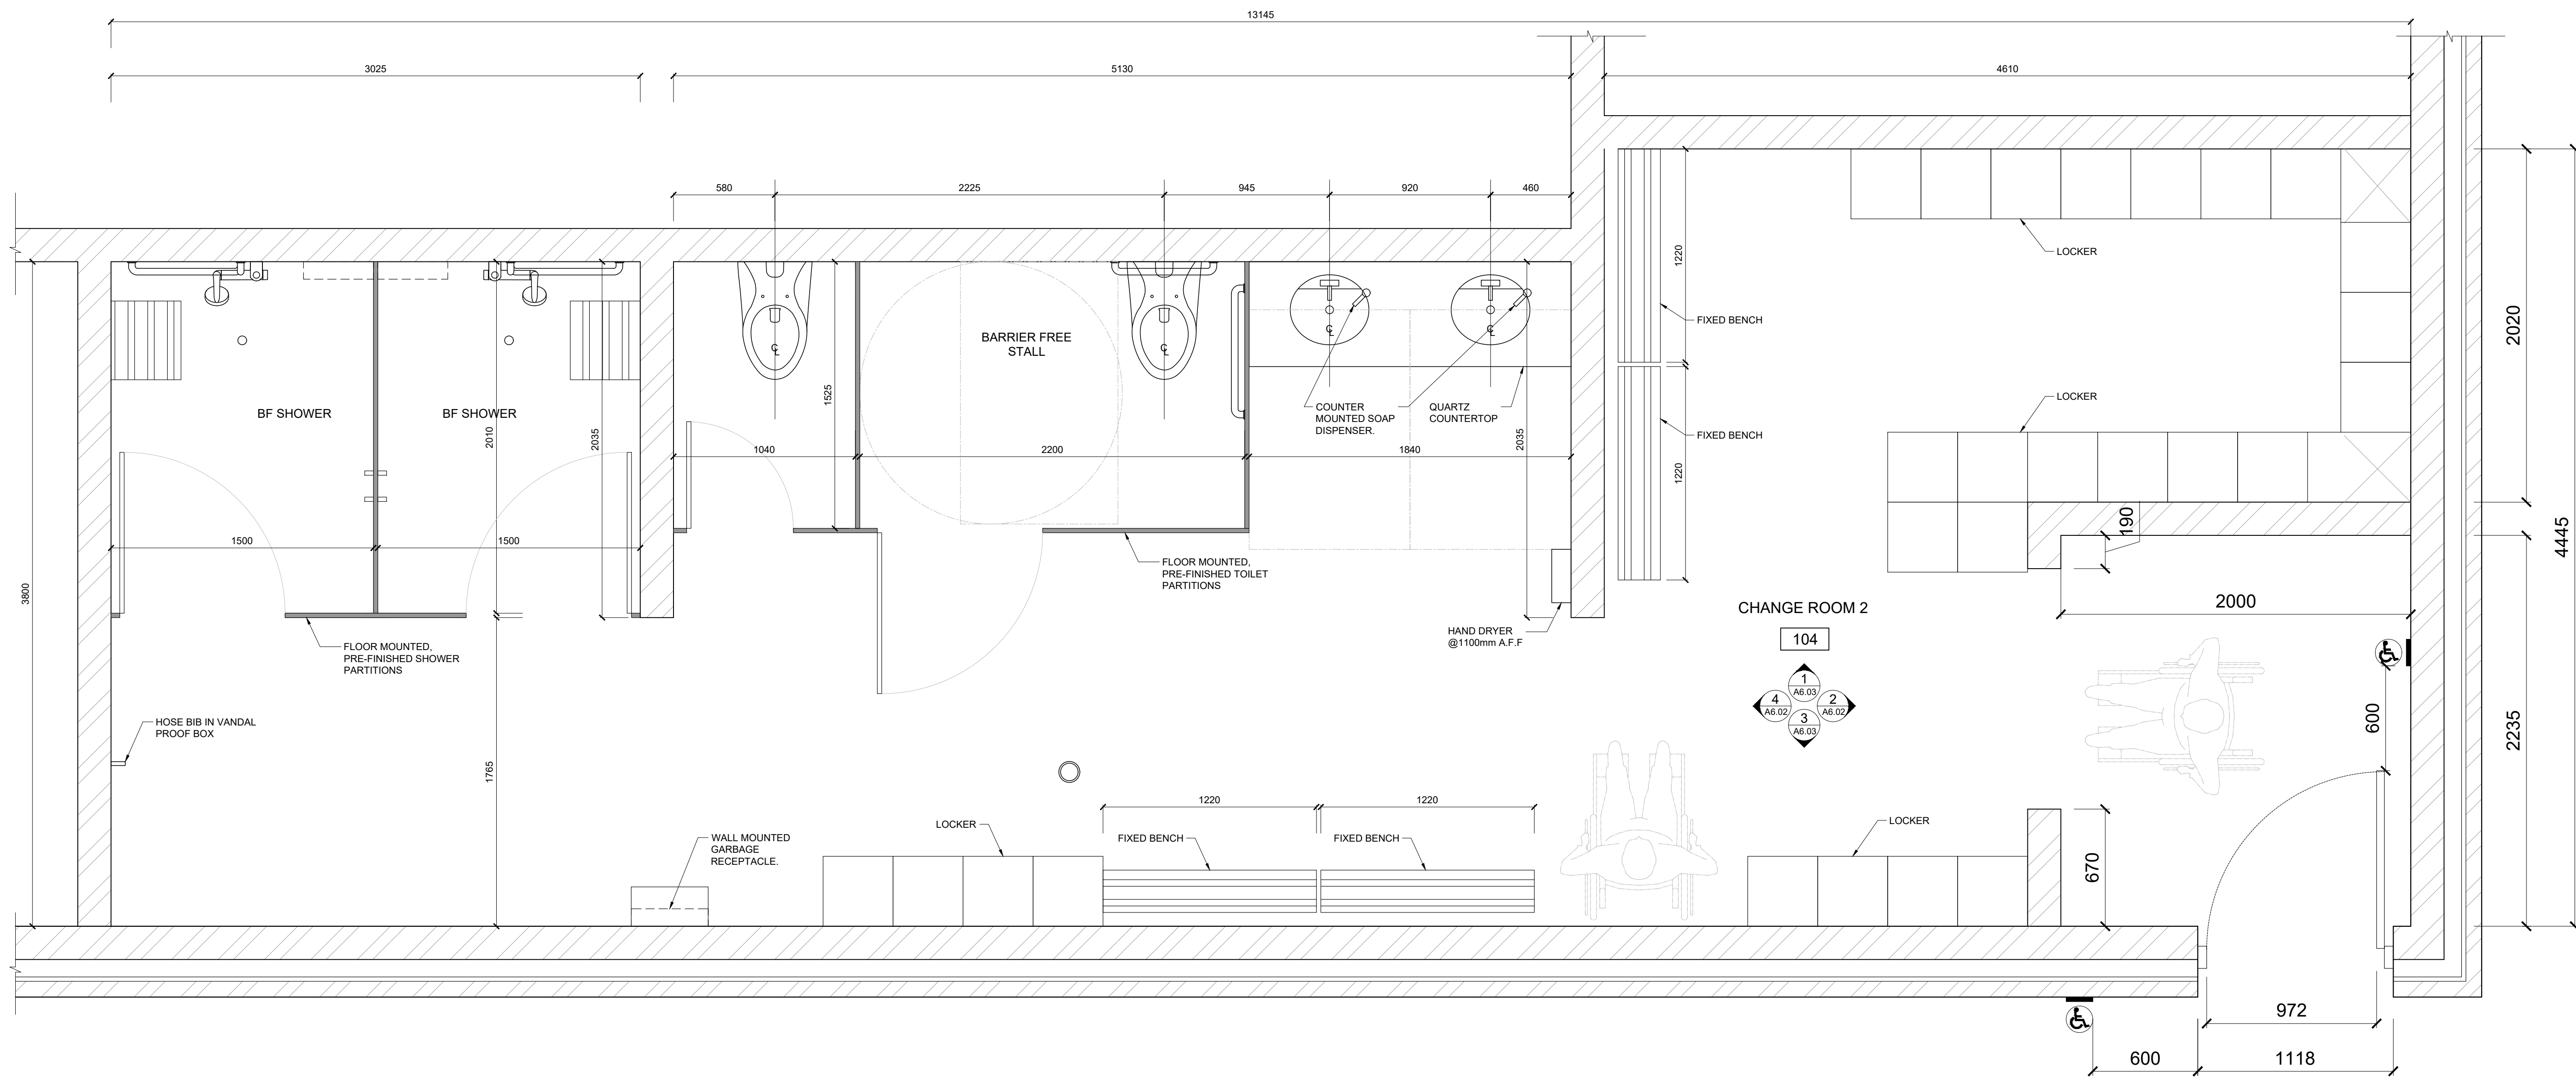 13145
3025
5130
4610
580
2225
945
920
460
1220
LOCKER
FIXED BENCH
2020
BARRIER FREE
STALL
1525
LOCKER
BF SHOWER
BF SHOWER
COUNTER
MOUNTED SOAP
DISPENSER.
QUARTZ
COUNTERTOP
2010
2035
2035
FIXED BENCH
1040
2200
1840
1220
1500
1500
190
4445
FLOOR MOUNTED,
PRE-FINISHED TOILET
PARTITIONS
3800
CHANGE ROOM 2
2000
104
HAND DRYER
@1100mm A.F.F
FLOOR MOUNTED,
PRE-FINISHED SHOWER
PARTITIONS
1
A6.03
4
A6.02
2
A6.02
3
A6.03
600
2235
HOSE BIB IN VANDAL
PROOF BOX
1765
1220
1220
LOCKER
LOCKER
WALL MOUNTED
GARBAGE
RECEPTACLE.
FIXED BENCH
FIXED BENCH
670
972
600
1118